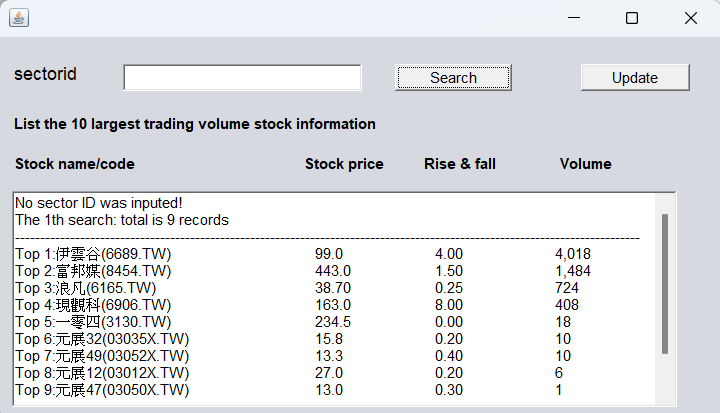 sectorid Search Update
List the 10 largest trading volume stock information
Stock name/code Stock price Rise & fall Volume
No sector ID was inputed!
The 1th search: total is 9 records
Top 1:伊雲谷(6689.TW) 99.0 4.00 4,018
Top 2:富邦媒(8454.TW) 443.0 1.50 1,484
Top 3:浪凡(6165.TW) 38.70 0.25 724
Top 4:現觀科(6906.TW) 163.0 8.00 408
Top 5:一零四(3130.TW) 234.5 0.00 18
Top 6:元展32(03035X.TW) 15.8 0.20 10
Top 7:元展49(03052X.TW) 13.3 0.40 10
Top 8:元展12(03012X.TW) 27.0 0.20 6
Top 9:元展47(03050X.TW) 13.0 0.30 1